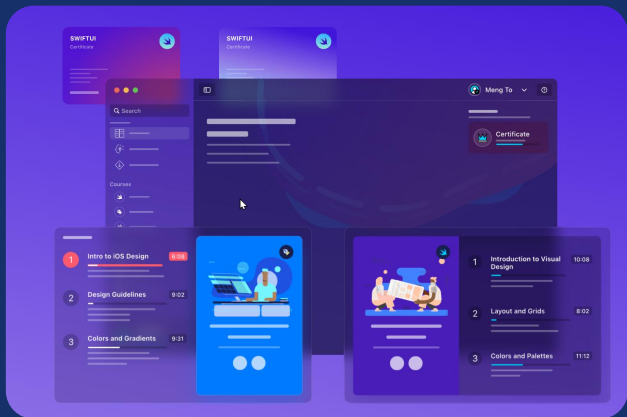 SWIFTUI
Certificate
SWIFTUI
Certificate
Meng To
Search
Certificate
Courses
1
Intro to iOS Design
6:08
2
Design Guidelines
9:02
3
Colors and Gradients
9:31
1
Introduction to Visual
Design
10:08
2
Layout and Grids
8:02
3
Colors and Palettes
11:12